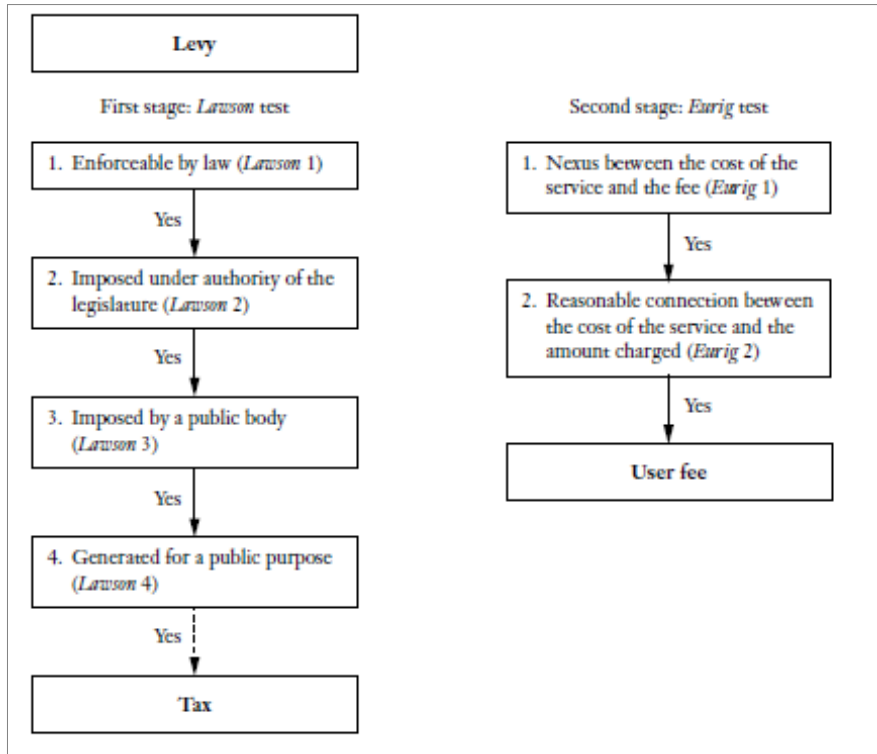 Levy
First stage: Lawson test
1. Enforceable by law (Lawson 1)
Yes
2. Imposed under authority of the
legislature (Lawson 2)
Yes
3. Imposed by a public body
(Lawson 3)
Yes
4. Generated for a public purpose
(Lawson 4)
Yes
Tax
Second stage: Eurig test
1. Nexus between the cost of the
service and the fee (Eurig 1)
Yes
2. Reasonable connection between
the cost of the service and the
amount charged (Eurig 2)
Yes
User fee